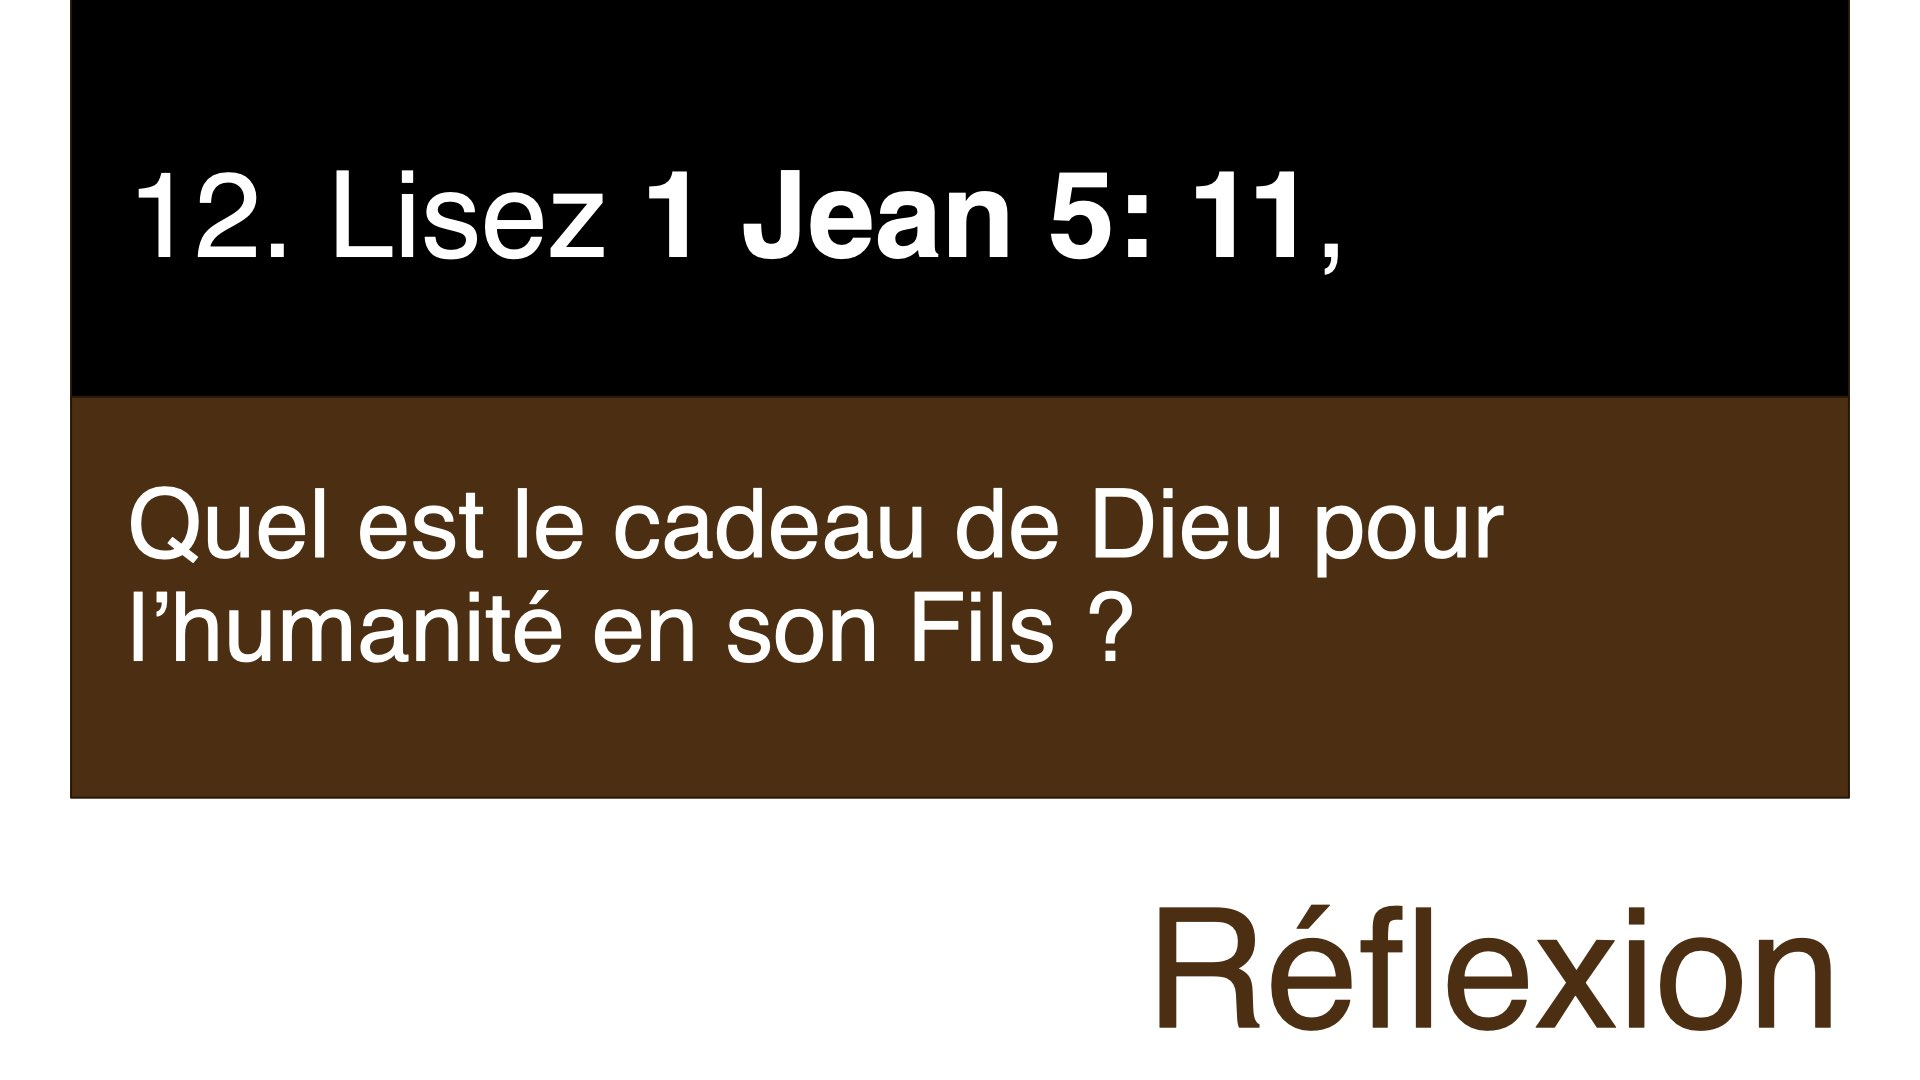 12. Lisez 1 Jean 5: 11,
Quel est le cadeau de Dieu pour
l’humanité en son Fils ?
Réflexion